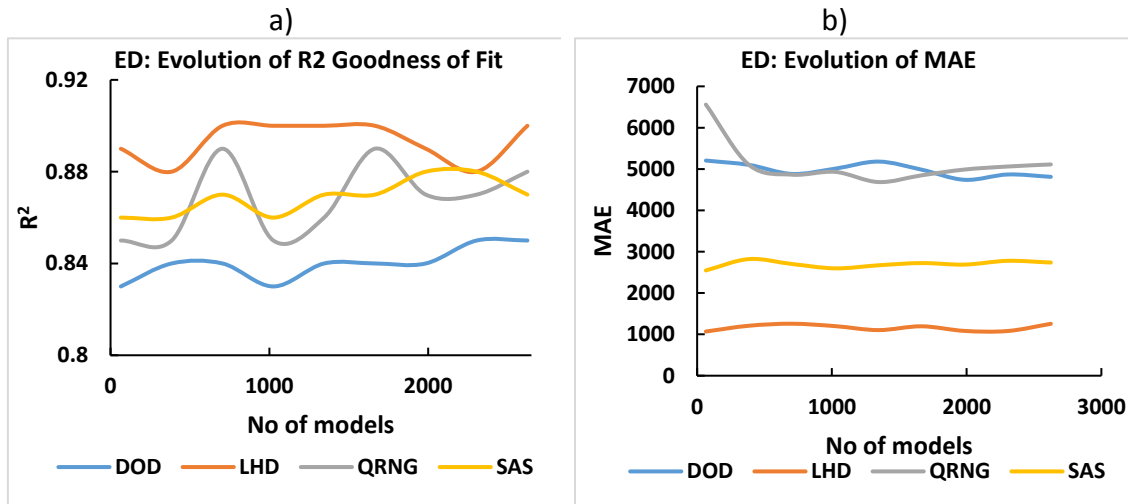 a)
ED: Evolution of R2 Goodness of Fit
0.92
0.88
0.84
0.8
R²
0
1000
2000
No of models
DOD LHD QRNG SAS
b)
ED: Evolution of MAE
7000
6000
5000
4000
3000
2000
1000
0
MAE
0
1000
2000
3000
No of models
DOD LHD QRNG SAS